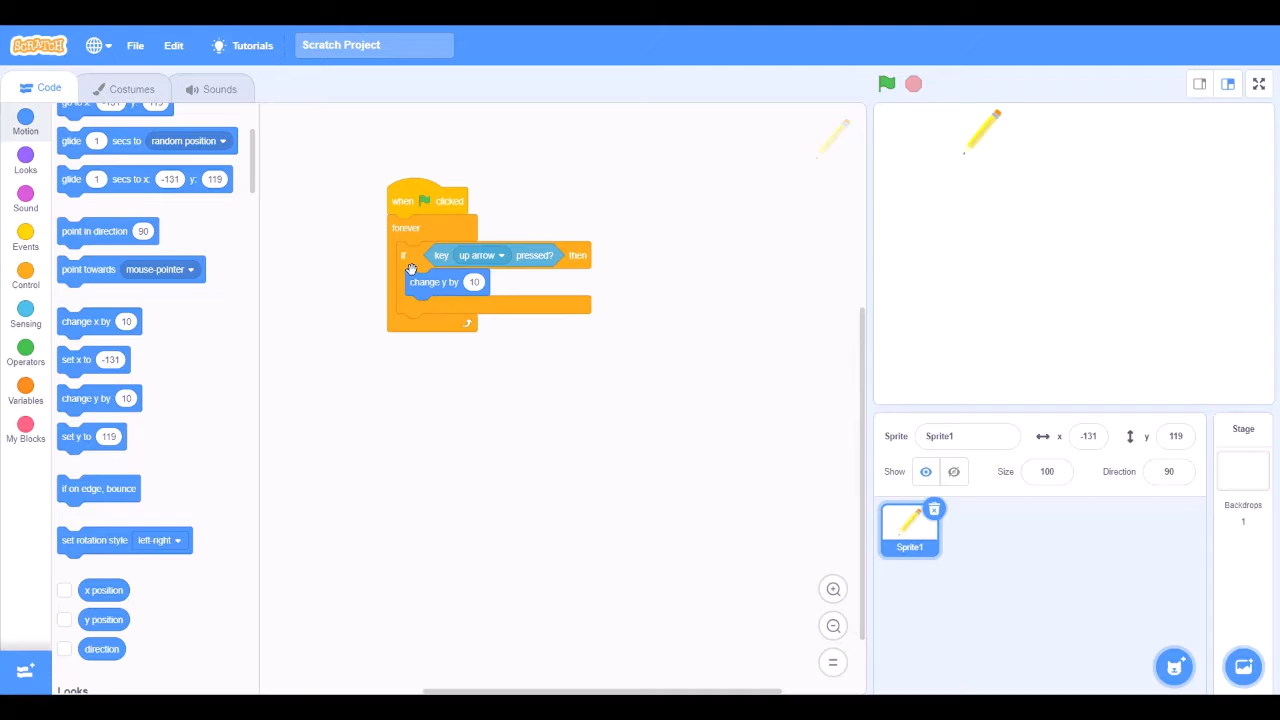 SCRATCH File Edit Tutorials Scratch Project
Code Costumes Sounds
Motion
Looks
Sound
Events
Control
Sensing
Operators
Variables
My Blocks
go to x: -131 y: 119
glide 1 secs to random position
glide 1 secs to x: -131 y: 119
point in direction 90
point towards mouse-pointer
change x by 10
set x to -131
change y by 10
set y to 119
if on edge, bounce
set rotation style left-right
x position
y position
direction
Looks
when clicked
forever
if key up arrow pressed? then
change y by 10
Sprite Sprite1 x -131 y 119
Show Size 100 Direction 90
Sprite1
Stage
Backdrops
1